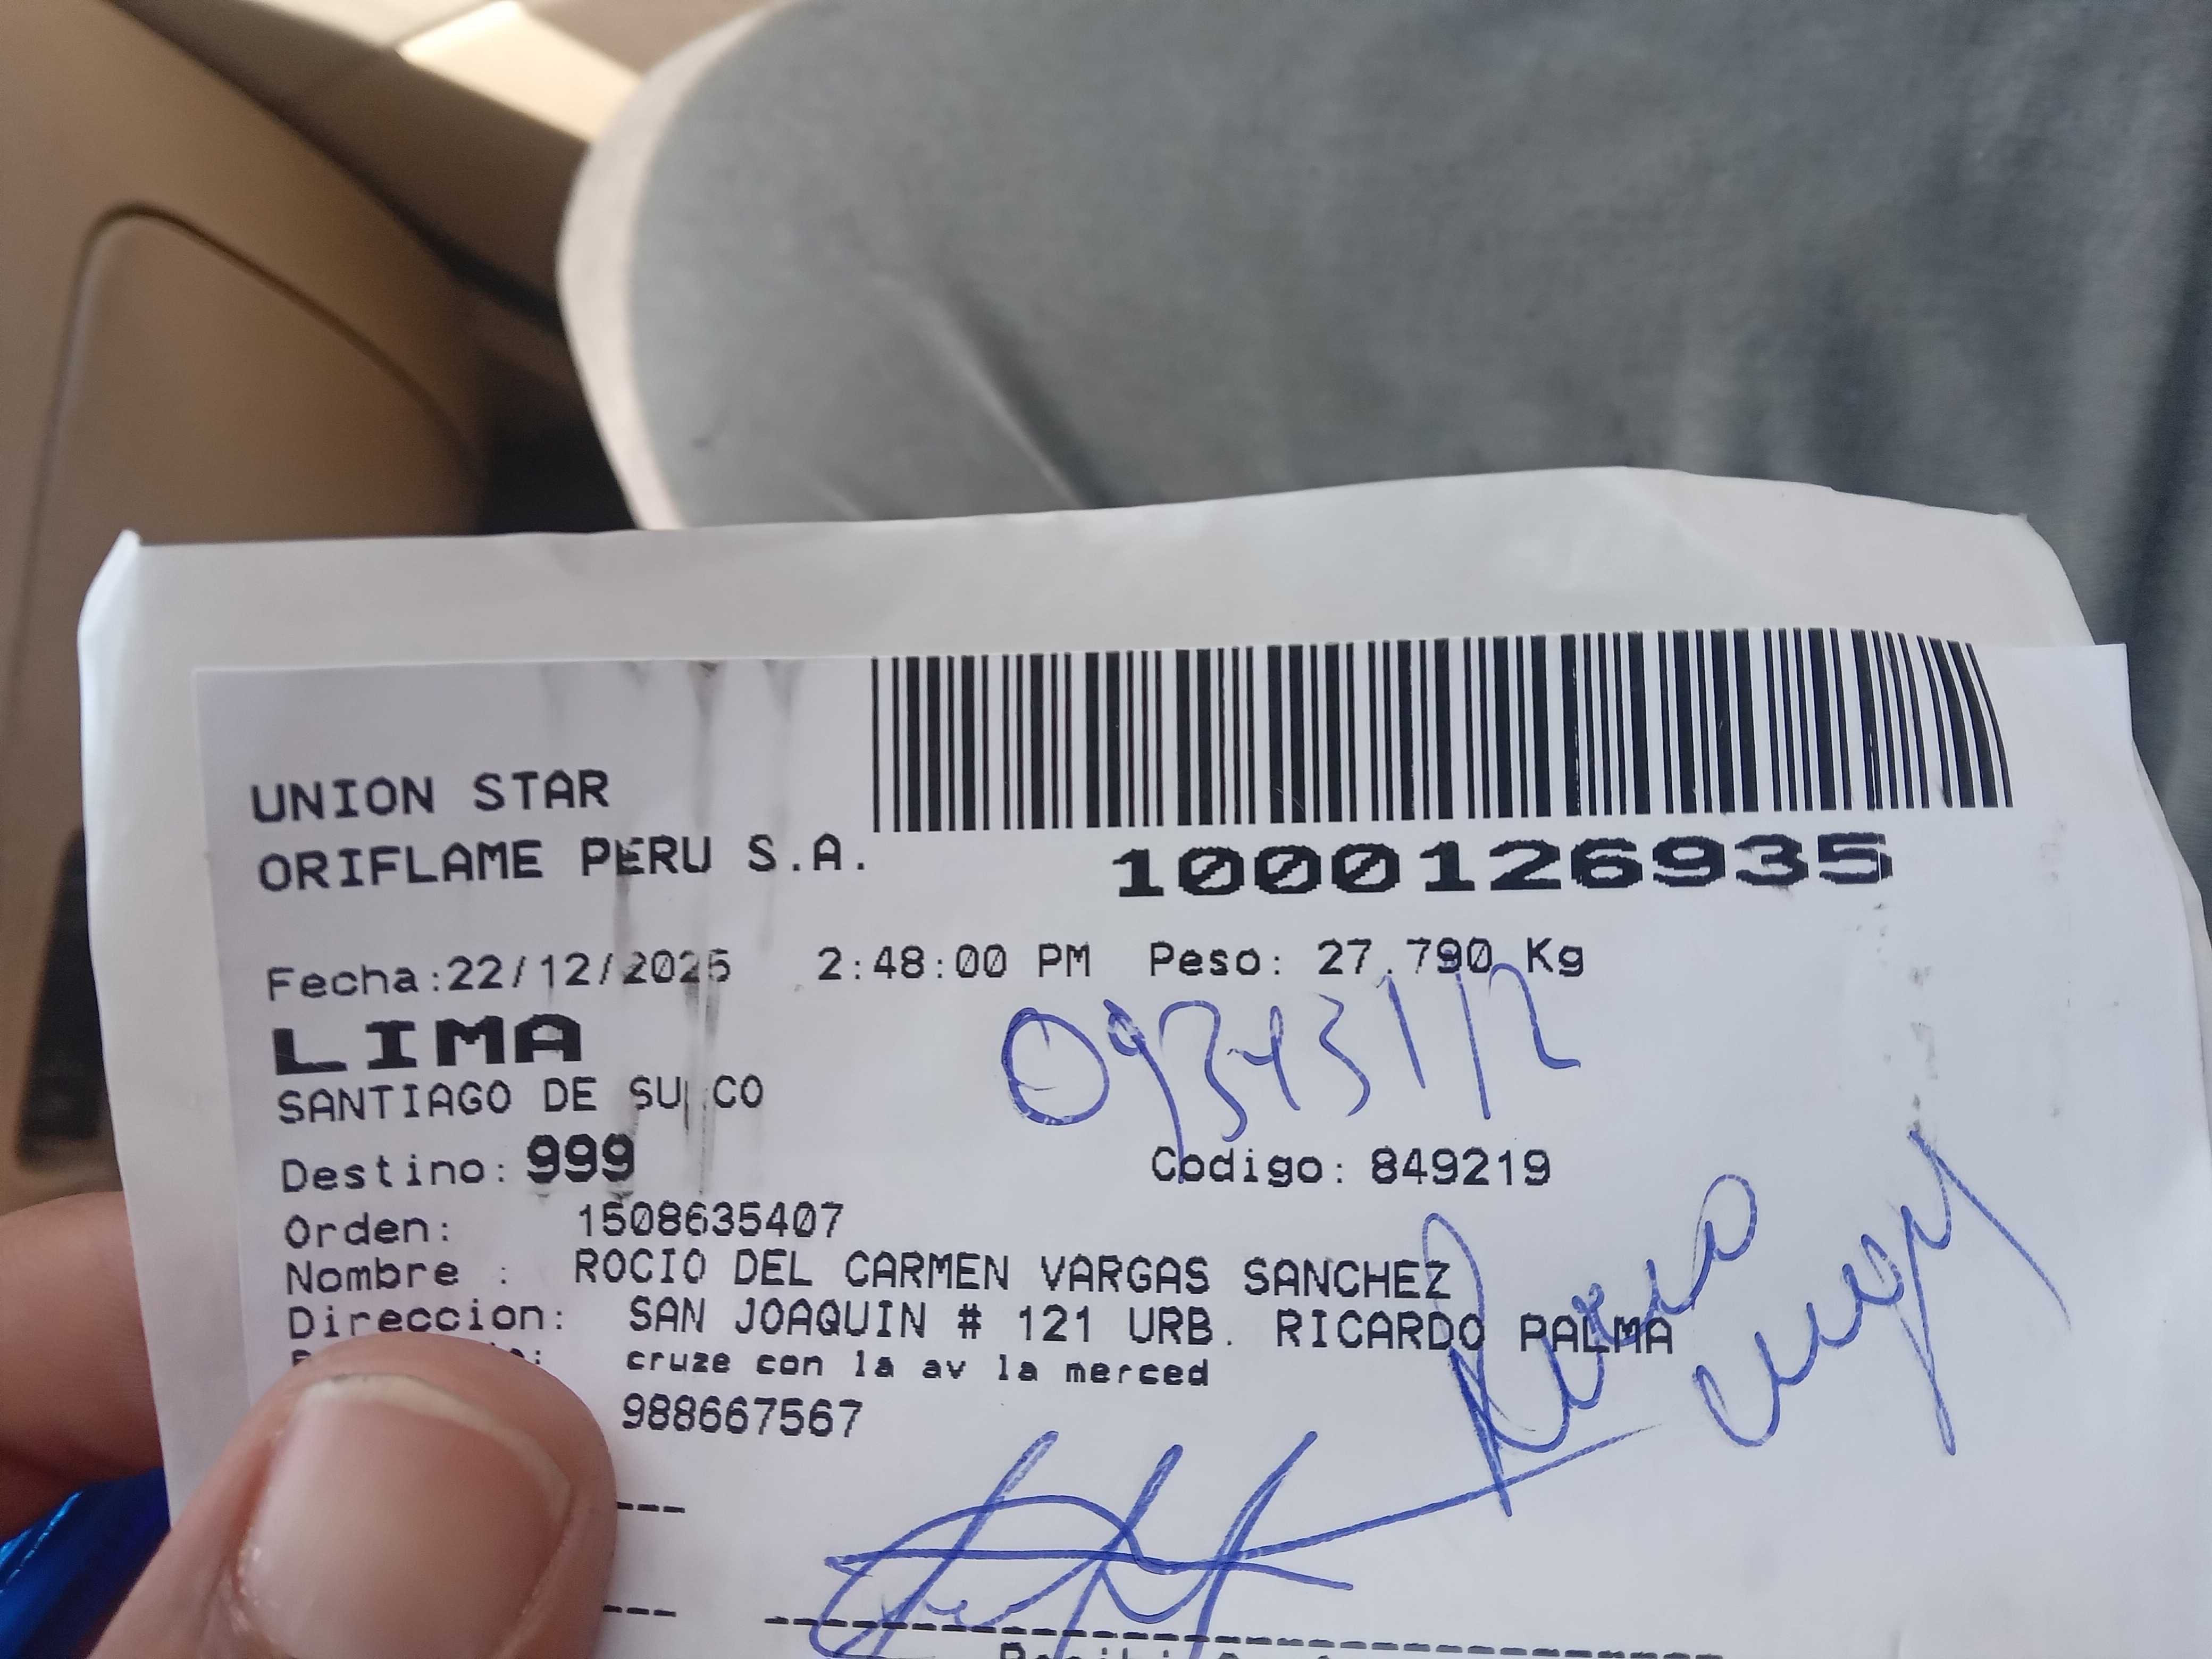 UNION STAR
ORIFLAME PERU S.A.
1000126935
Fecha:22/12/2025 2:48:00 PM Peso: 27.790 Kg
LIMA
SANTIAGO DE SURCO
Destino: 999
Codigo: 849219
Orden: 1508635407
Nombre : ROCIO DEL CARMEN VARGAS SANCHEZ
Direccion: SAN JOAQUIN # 121 URB. RICARDO PALMA
cruze con la av la merced
988667567